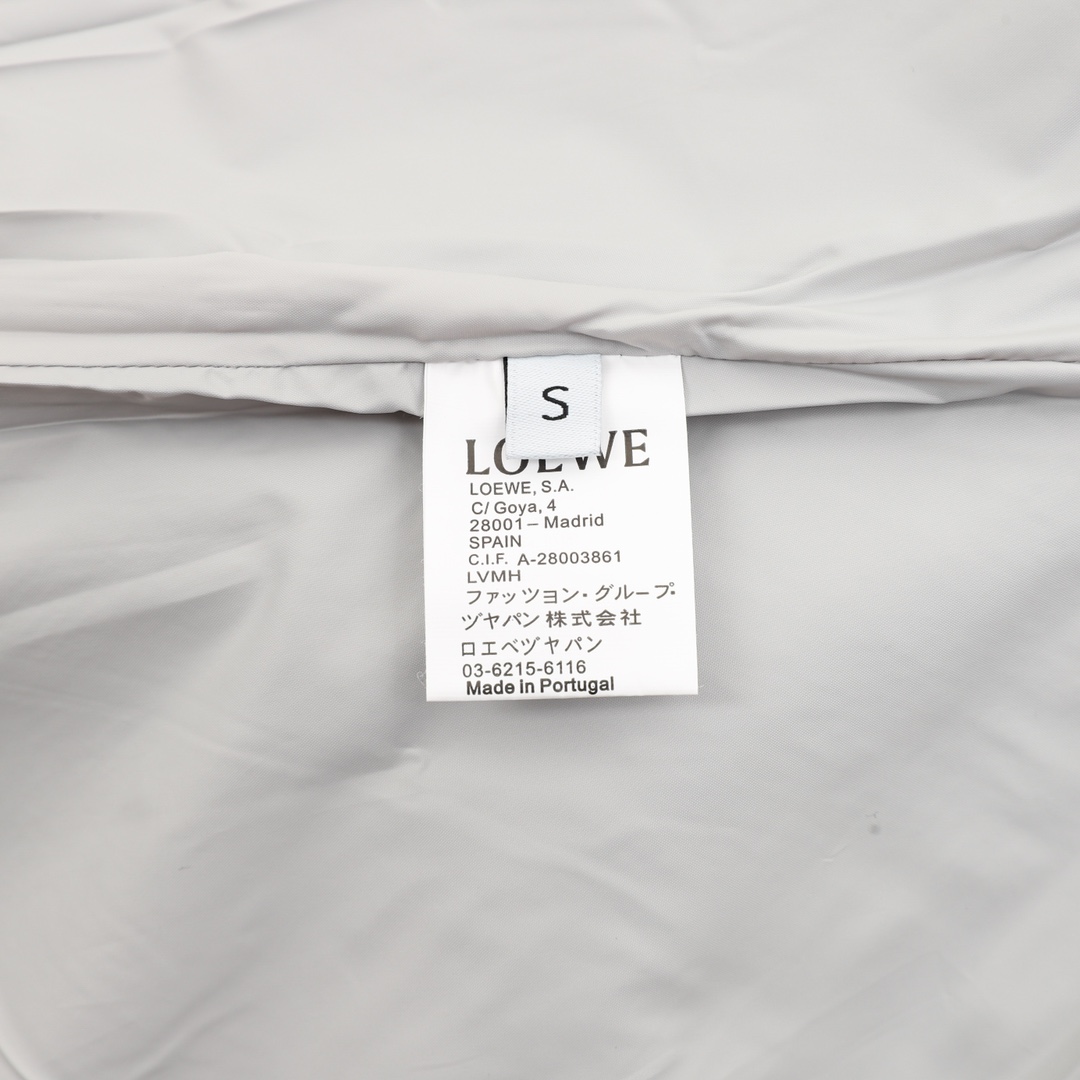 S
LOEWE
LOEWE, S.A.
C/ Goya, 4
28001 – Madrid
SPAIN
C.I.F. A-28003861
LVMH
ファッツョン・グループ:
ヅヤパン 株式会社
ロエベヅヤパン
03-6215-6116
Made in Portugal